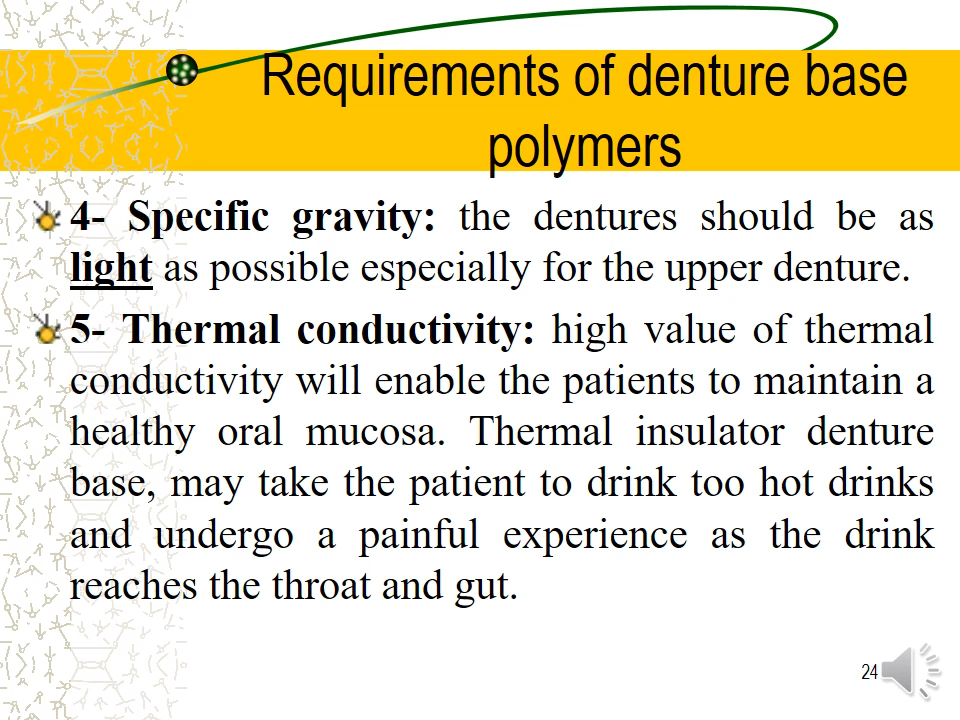 Requirements of denture base
polymers
4- Specific gravity: the dentures should be as
light as possible especially for the upper denture.
5- Thermal conductivity: high value of thermal
conductivity will enable the patients to maintain a
healthy oral mucosa. Thermal insulator denture
base, may take the patient to drink too hot drinks
and undergo a painful experience as the drink
reaches the throat and gut.
24